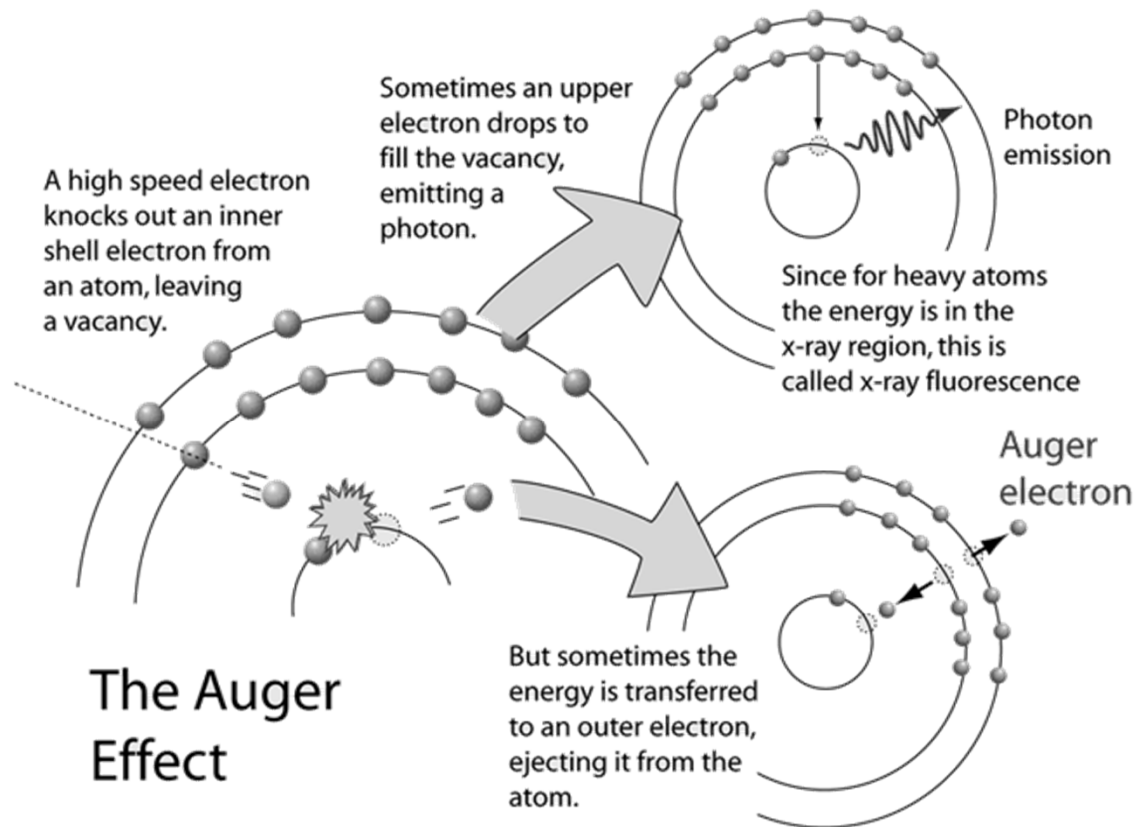 A high speed electron
knocks out an inner
shell electron from
an atom, leaving
a vacancy.
Sometimes an upper
electron drops to
fill the vacancy,
emitting a
photon.
Photon
emission
Since for heavy atoms
the energy is in the
x-ray region, this is
called x-ray fluorescence
Auger
electron
But sometimes the
energy is transferred
to an outer electron,
ejecting it from the
atom.
The Auger
Effect